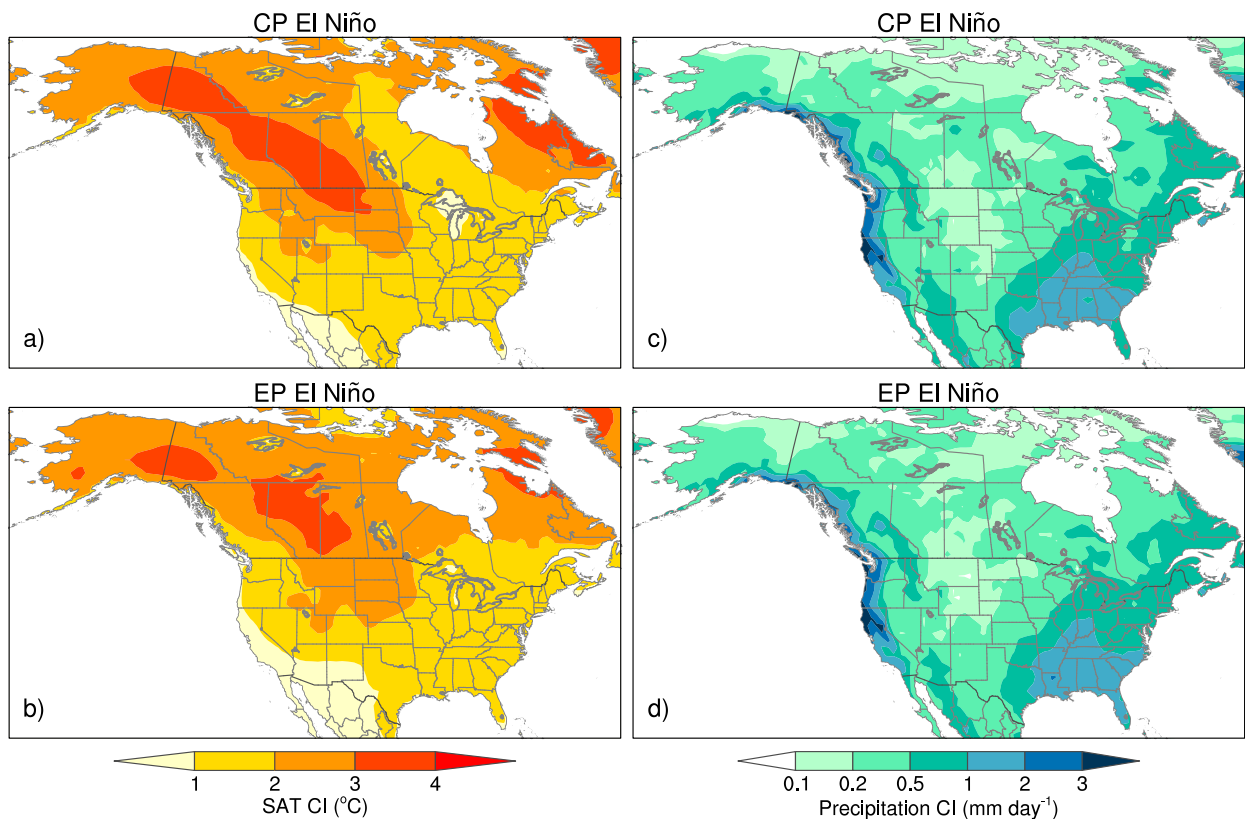 CP El Niño
CP El Niño
a)
c)
EP El Niño
EP El Niño
b)
d)
1 2 3 4
SAT CI (°C)
0.1 0.2 0.5 1 2 3
Precipitation CI (mm day⁻¹)